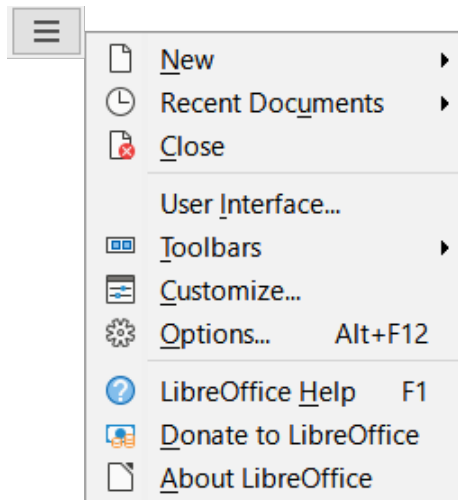 New
Recent Documents
Close
User Interface...
Toolbars
Customize...
Options... Alt+F12
LibreOffice Help F1
Donate to LibreOffice
About LibreOffice